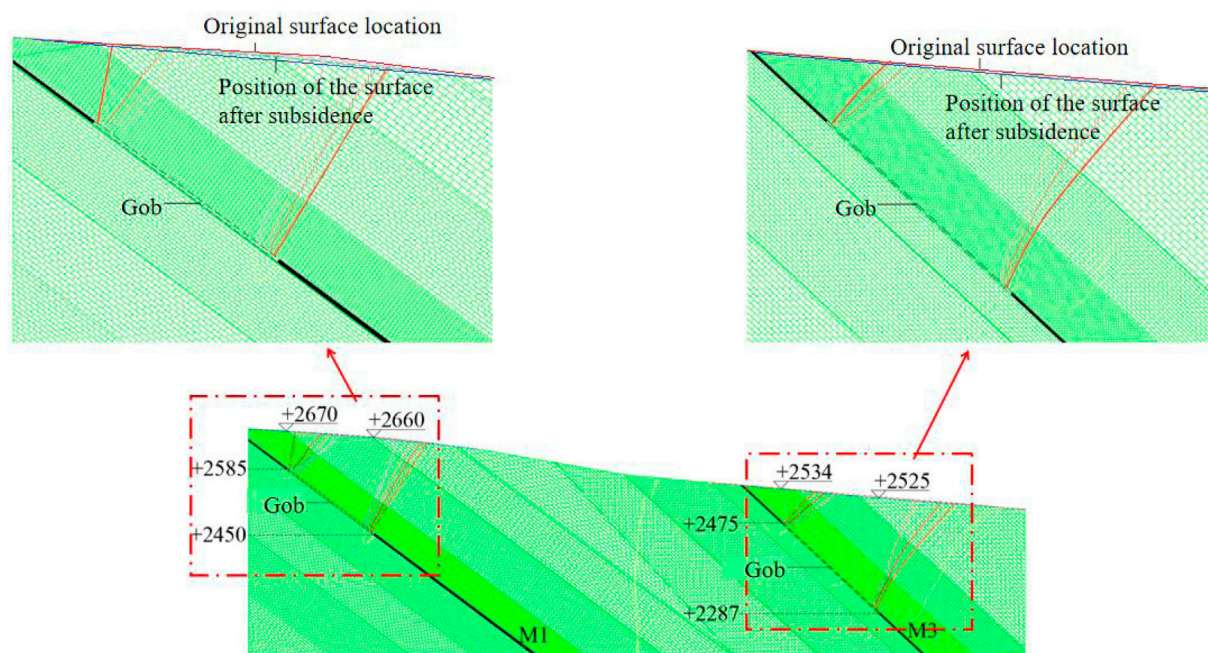 Original surface location
Position of the surface
after subsidence
Gob
Original surface location
Position of the surface
after subsidence
Gob
+2670
+2660
+2585
Gob
+2450
M1
+2534
+2525
+2475
Gob
+2287
M3